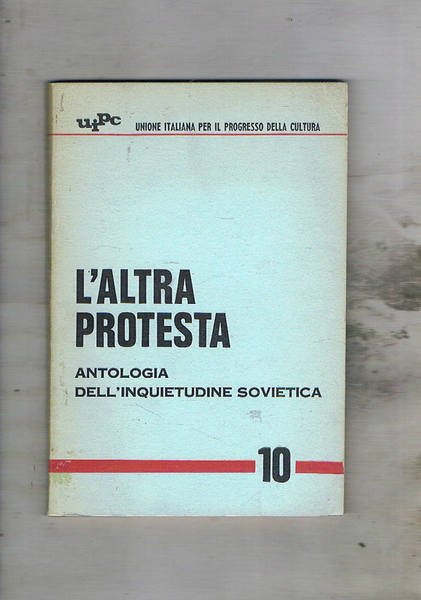 uipc UNIONE ITALIANA PER IL PROGRESSO DELLA CULTURA
L'ALTRA
PROTESTA
ANTOLOGIA
DELL'INQUIETUDINE SOVIETICA
10